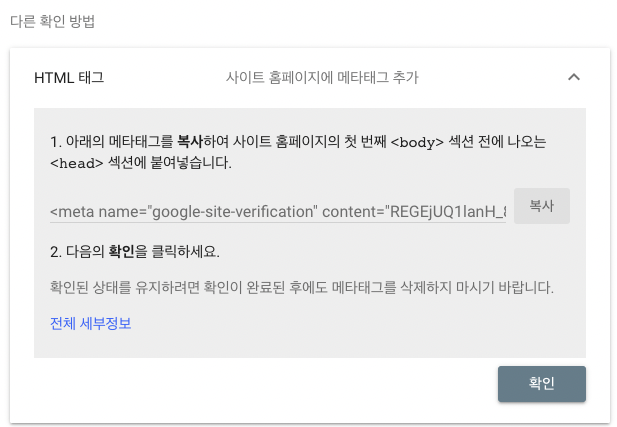 다른 확인 방법
HTML 태그 사이트 홈페이지에 메타태그 추가
1. 아래의 메타태그를 복사하여 사이트 홈페이지의 첫 번째 <body> 섹션 전에 나오는
<head> 섹션에 붙여넣습니다.
<meta name="google-site-verification" content="REGEjUQ1lanH_
복사
2. 다음의 확인을 클릭하세요.
확인된 상태를 유지하려면 확인이 완료된 후에도 메타태그를 삭제하지 마시기 바랍니다.
전체 세부정보
확인